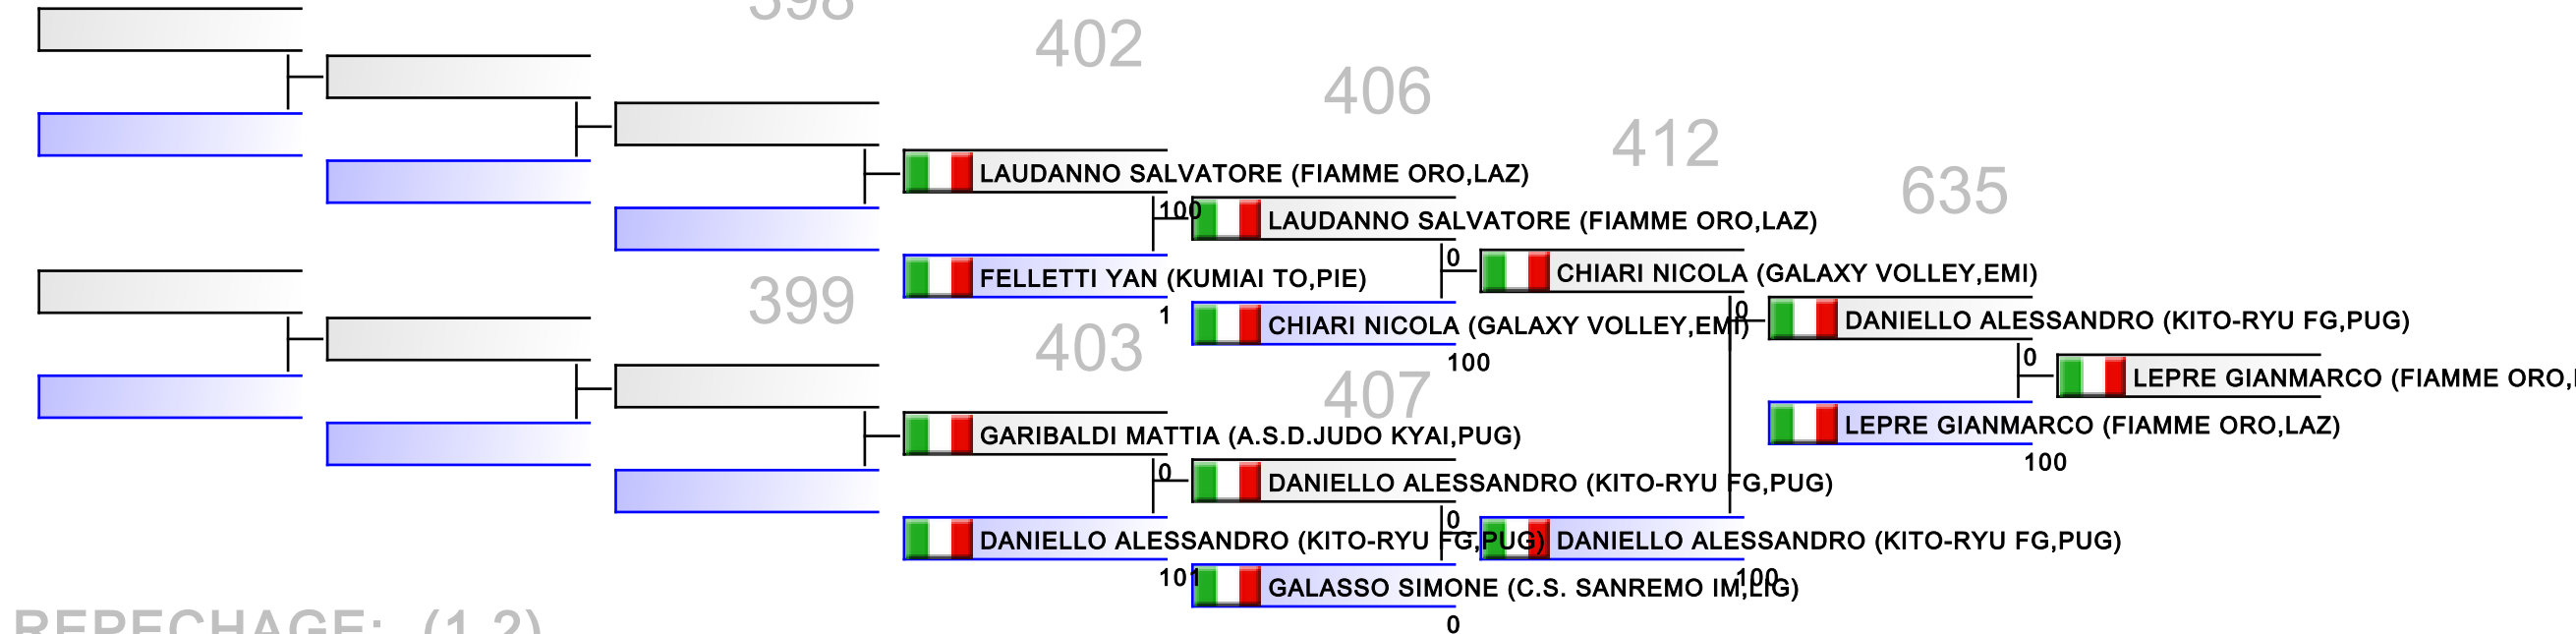 398
402
406
412
635
LAUDANNO SALVATORE (FIAMME ORO,LAZ)
100
LAUDANNO SALVATORE (FIAMME ORO,LAZ)
0
FELLETTI YAN (KUMIAI TO,PIE)
1
CHIARI NICOLA (GALAXY VOLLEY,EMI)
0
CHIARI NICOLA (GALAXY VOLLEY,EMI)
100
DANIELLO ALESSANDRO (KITO-RYU FG,PUG)
0
LEPRE GIANMARCO (FIAMME ORO,
LEPRE GIANMARCO (FIAMME ORO,LAZ)
100
399
403
407
GARIBALDI MATTIA (A.S.D.JUDO KYAI,PUG)
0
DANIELLO ALESSANDRO (KITO-RYU FG,PUG)
0
DANIELLO ALESSANDRO (KITO-RYU FG,PUG)
101
DANIELLO ALESSANDRO (KITO-RYU FG,PUG)
100
GALASSO SIMONE (C.S. SANREMO IM,LIG)
0
REPECHAGE: (1,2)